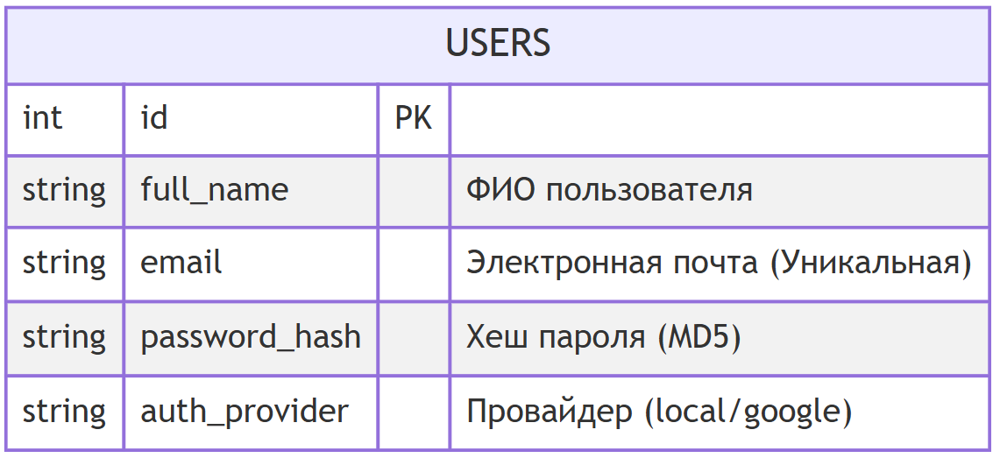 USERS
int id PK
string full_name ФИО пользователя
string email Электронная почта (Уникальная)
string password_hash Хеш пароля (MD5)
string auth_provider Провайдер (local/google)